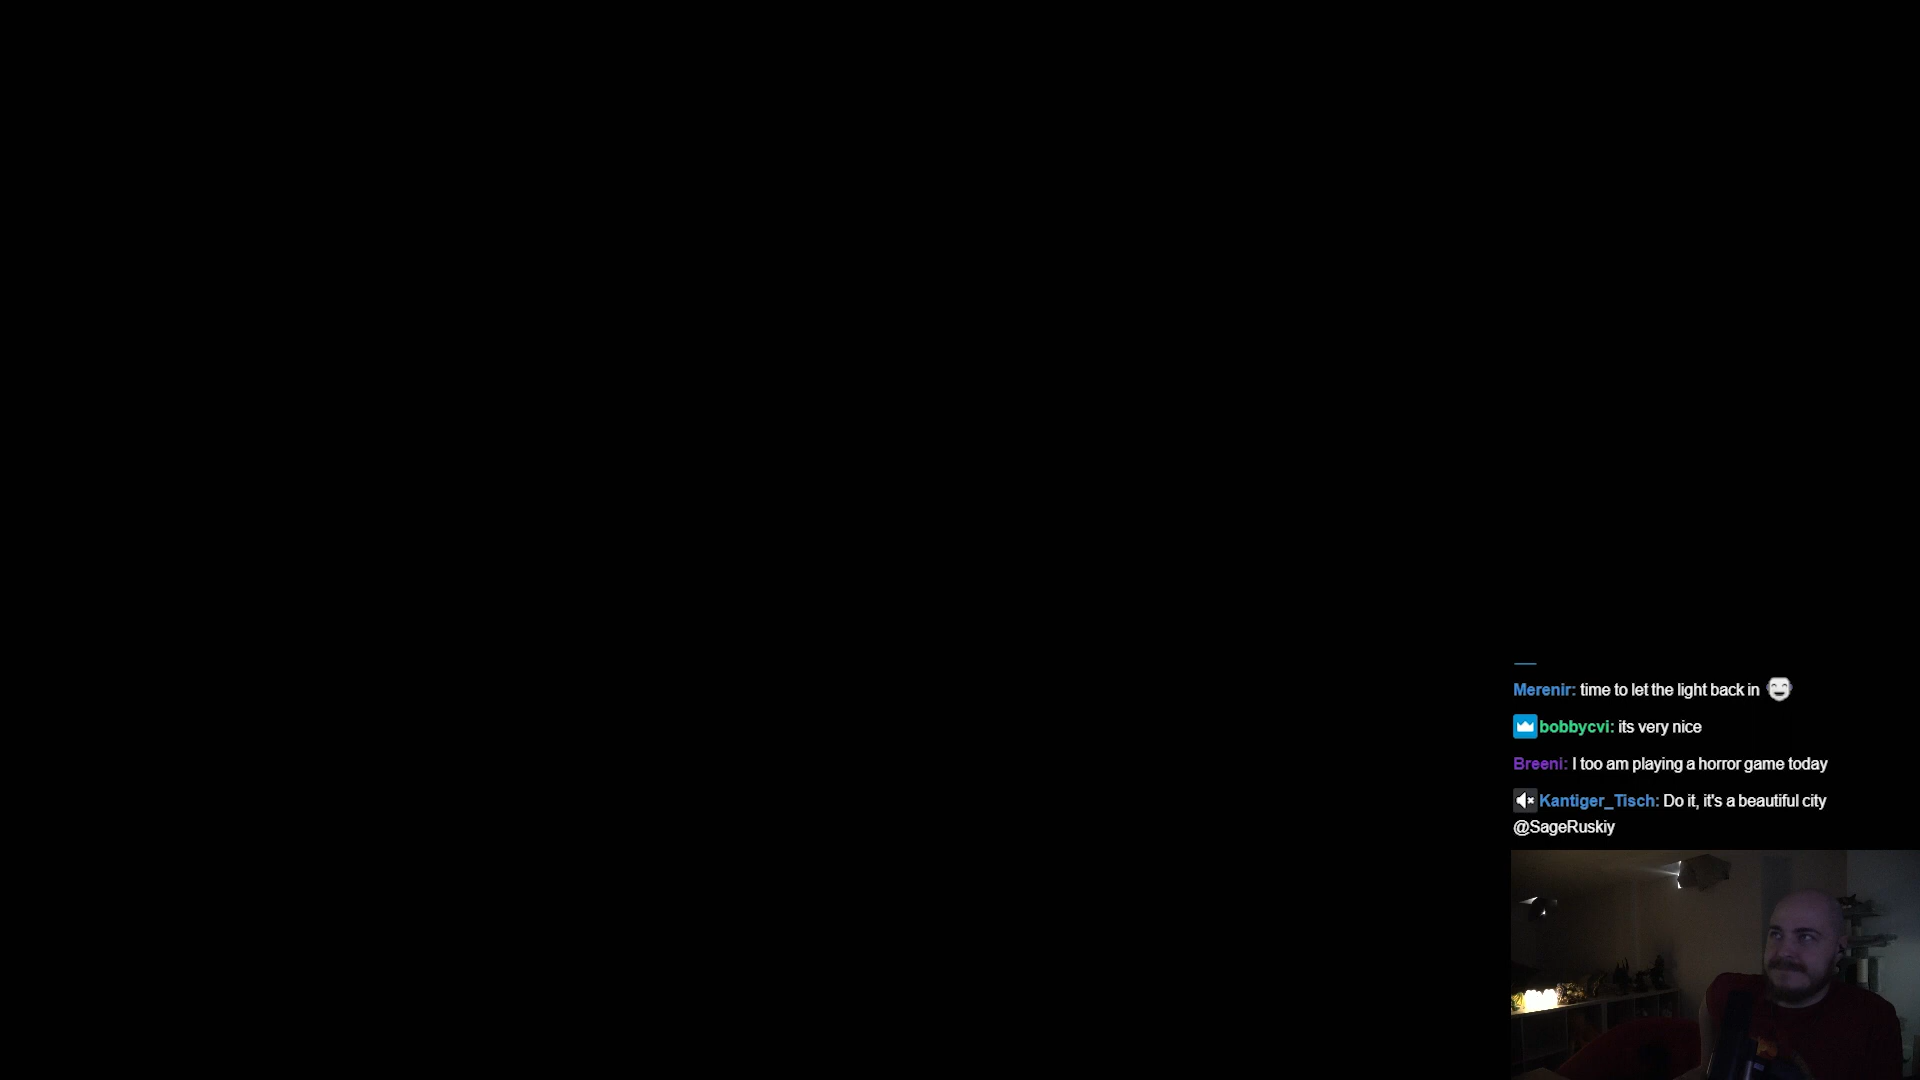 Merenir: time to let the light back in
bobbycvi: its very nice
Breeni: I too am playing a horror game today
Kantiger_Tisch: Do it, it's a beautiful city
@SageRuskiy